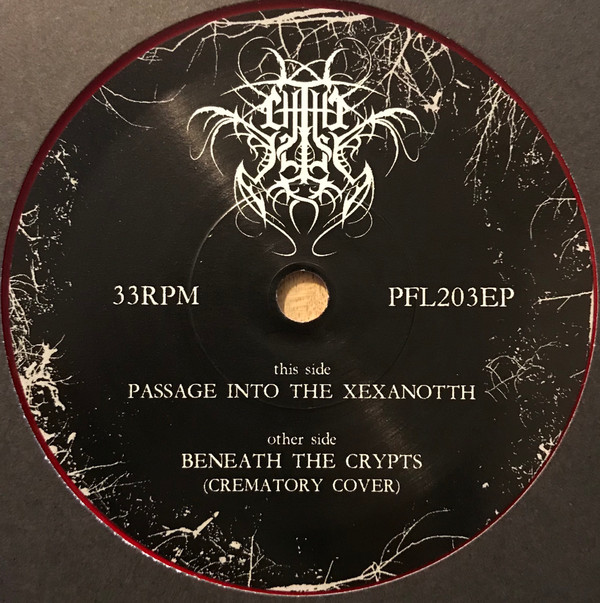 33RPM
PFL203EP
this side
PASSAGE INTO THE XEXANOTTH
other side
BENEATH THE CRYPTS
(CREMATORY COVER)